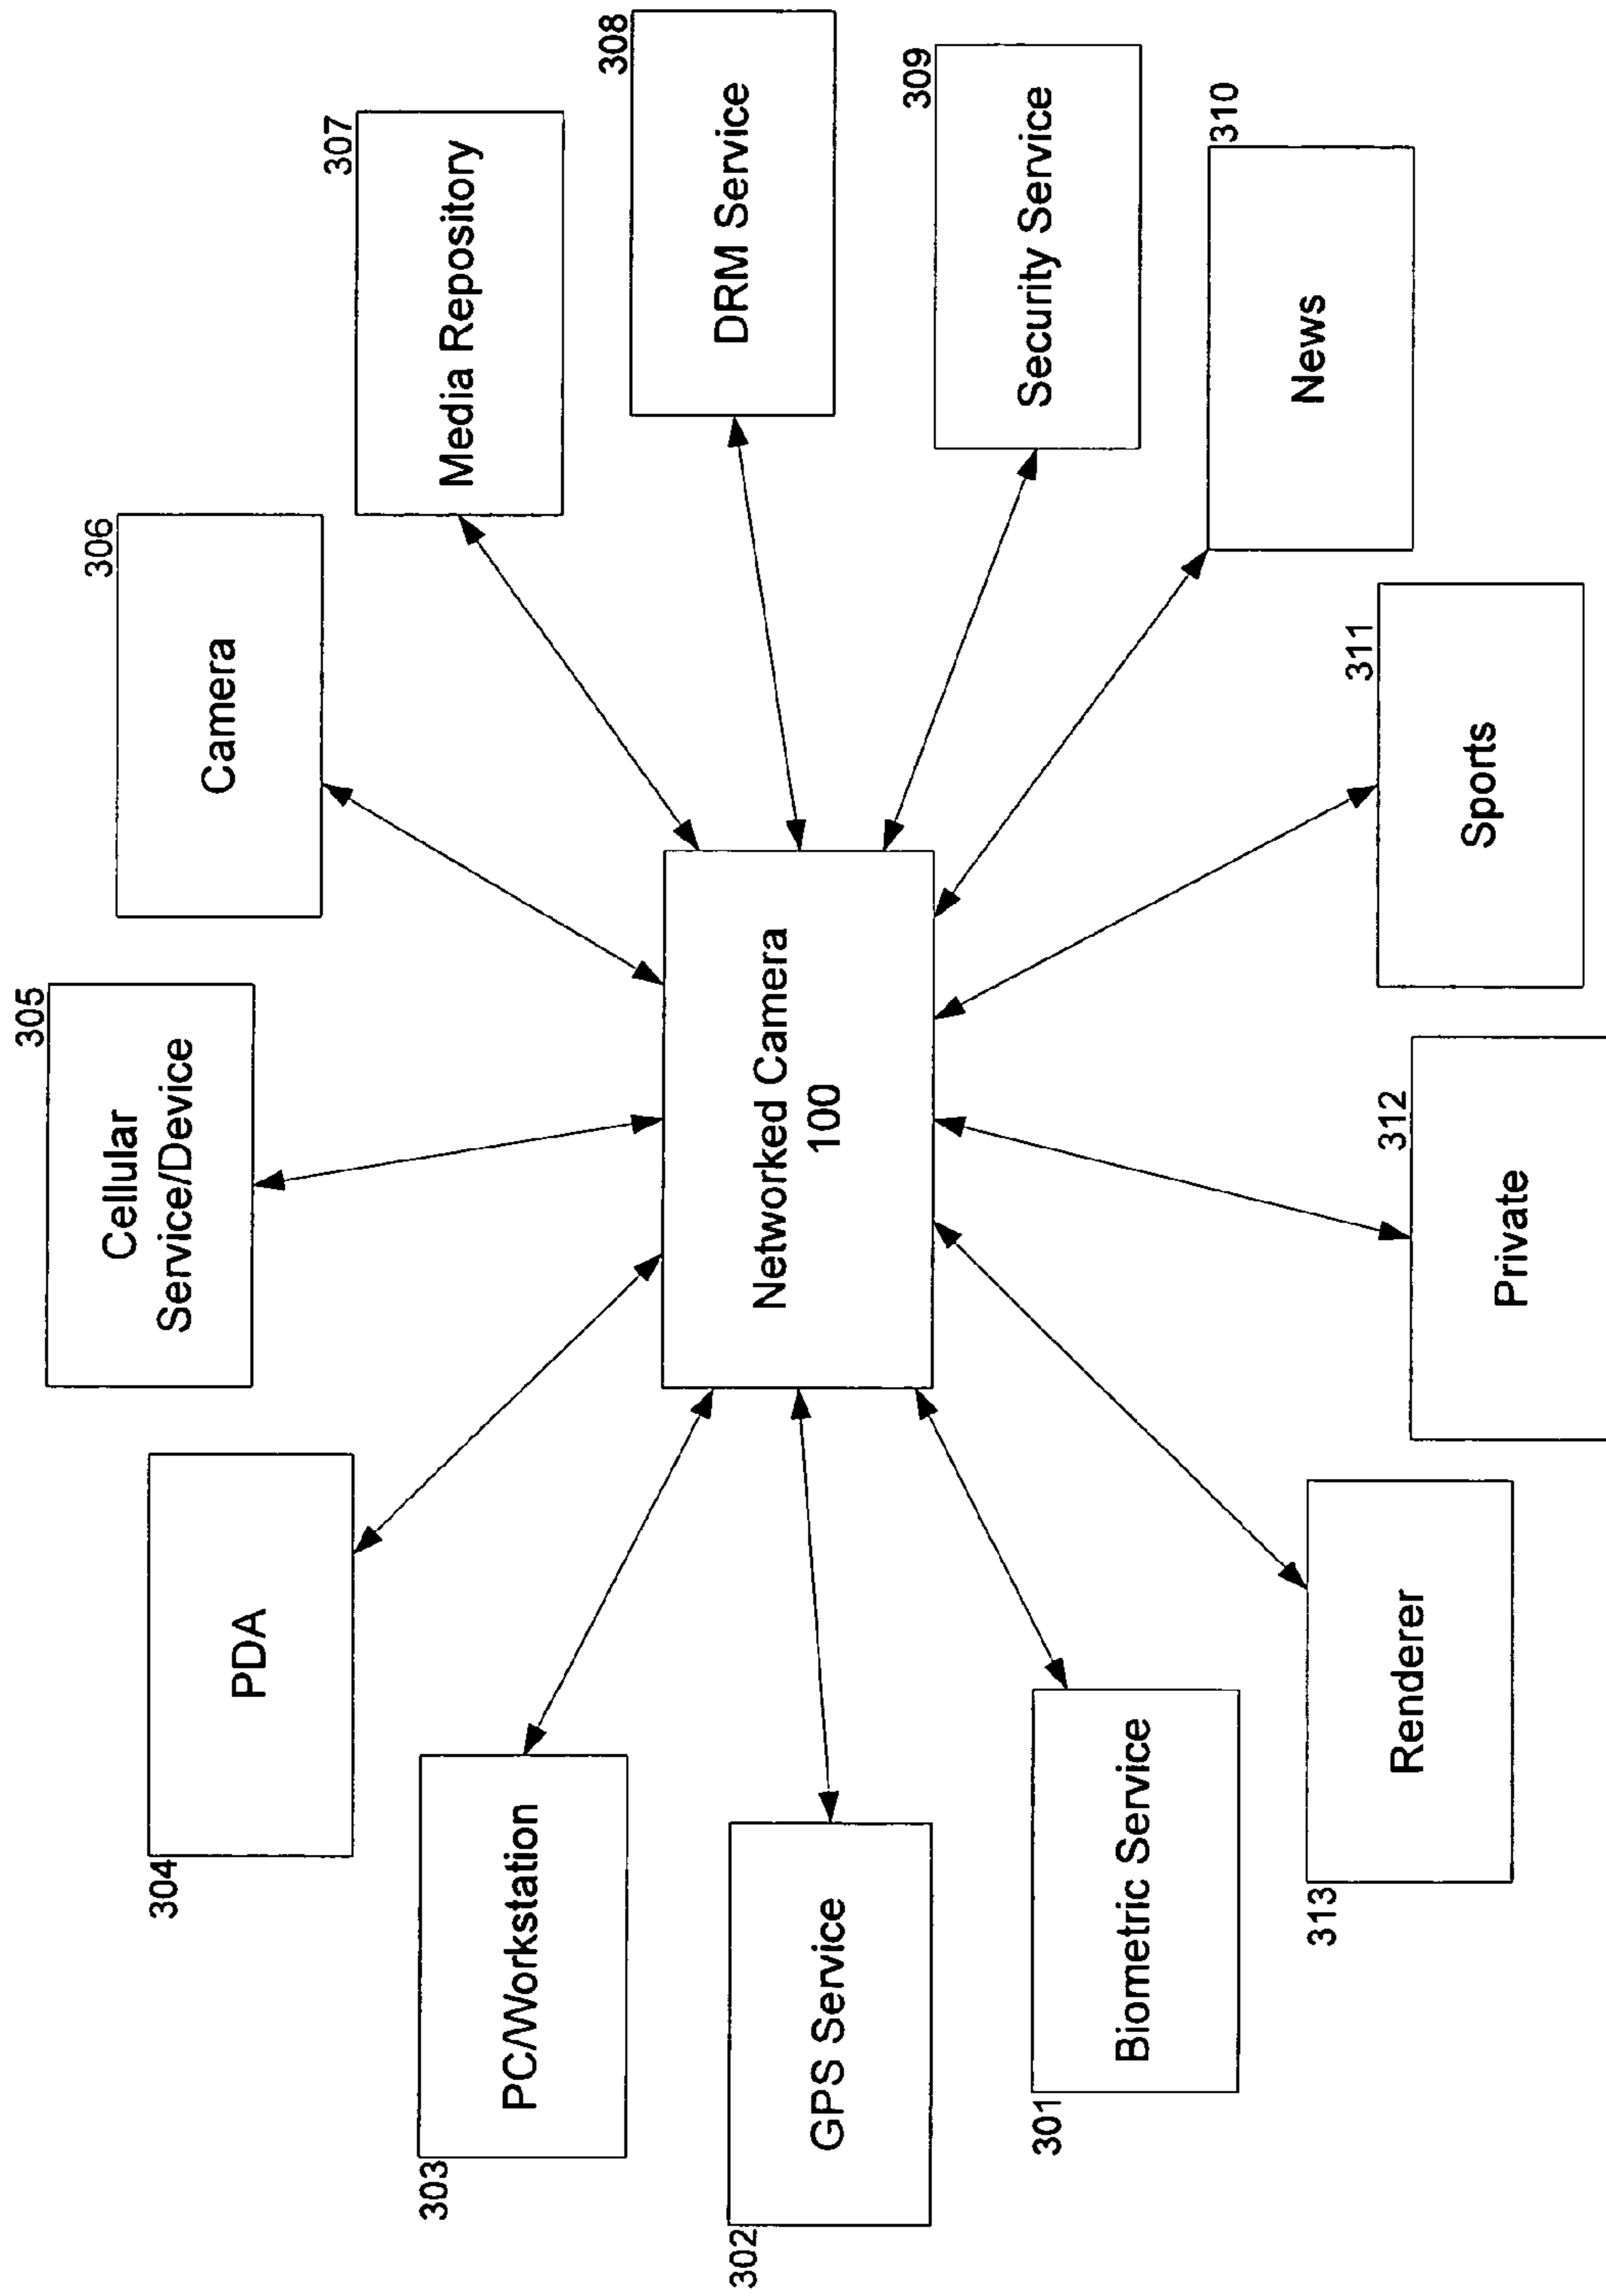 305
Cellular
Service/Device
304
PDA
306
Camera
303
PC/Workstation
307
Media Repository
302
GPS Service
Networked Camera
100
308
DRM Service
301
Biometric Service
309
Security Service
313
Renderer
310
News
312
Private
311
Sports